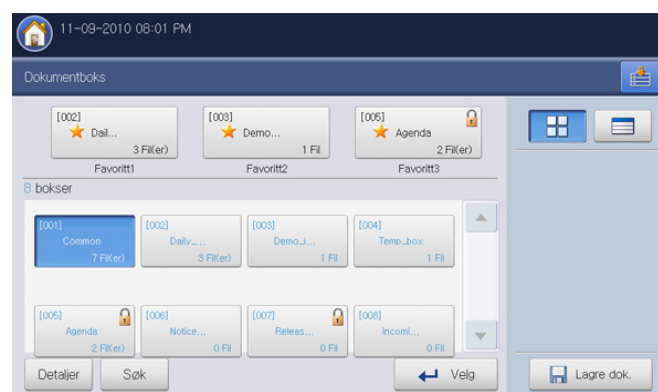 11-09-2010 08:01 PM
Dokumentboks
[002]
Dail...
3 Fil(er)
Favoritt1
[003]
Demo...
1 Fil
Favoritt2
[005]
Agenda
2 Fil(er)
Favoritt3
8 bokser
[001]
Common
7 Fil(er)
[002]
Daily_...
3 Fil(er)
[003]
Demo_i...
1 Fil
[004]
Temp_box
1 Fil
[005]
Agenda
2 Fil(er)
[006]
Notice...
0 Fil
[007]
Releas...
0 Fil
[008]
Incomi...
0 Fil
Detaljer
Søk
Velg
Lagre dok.